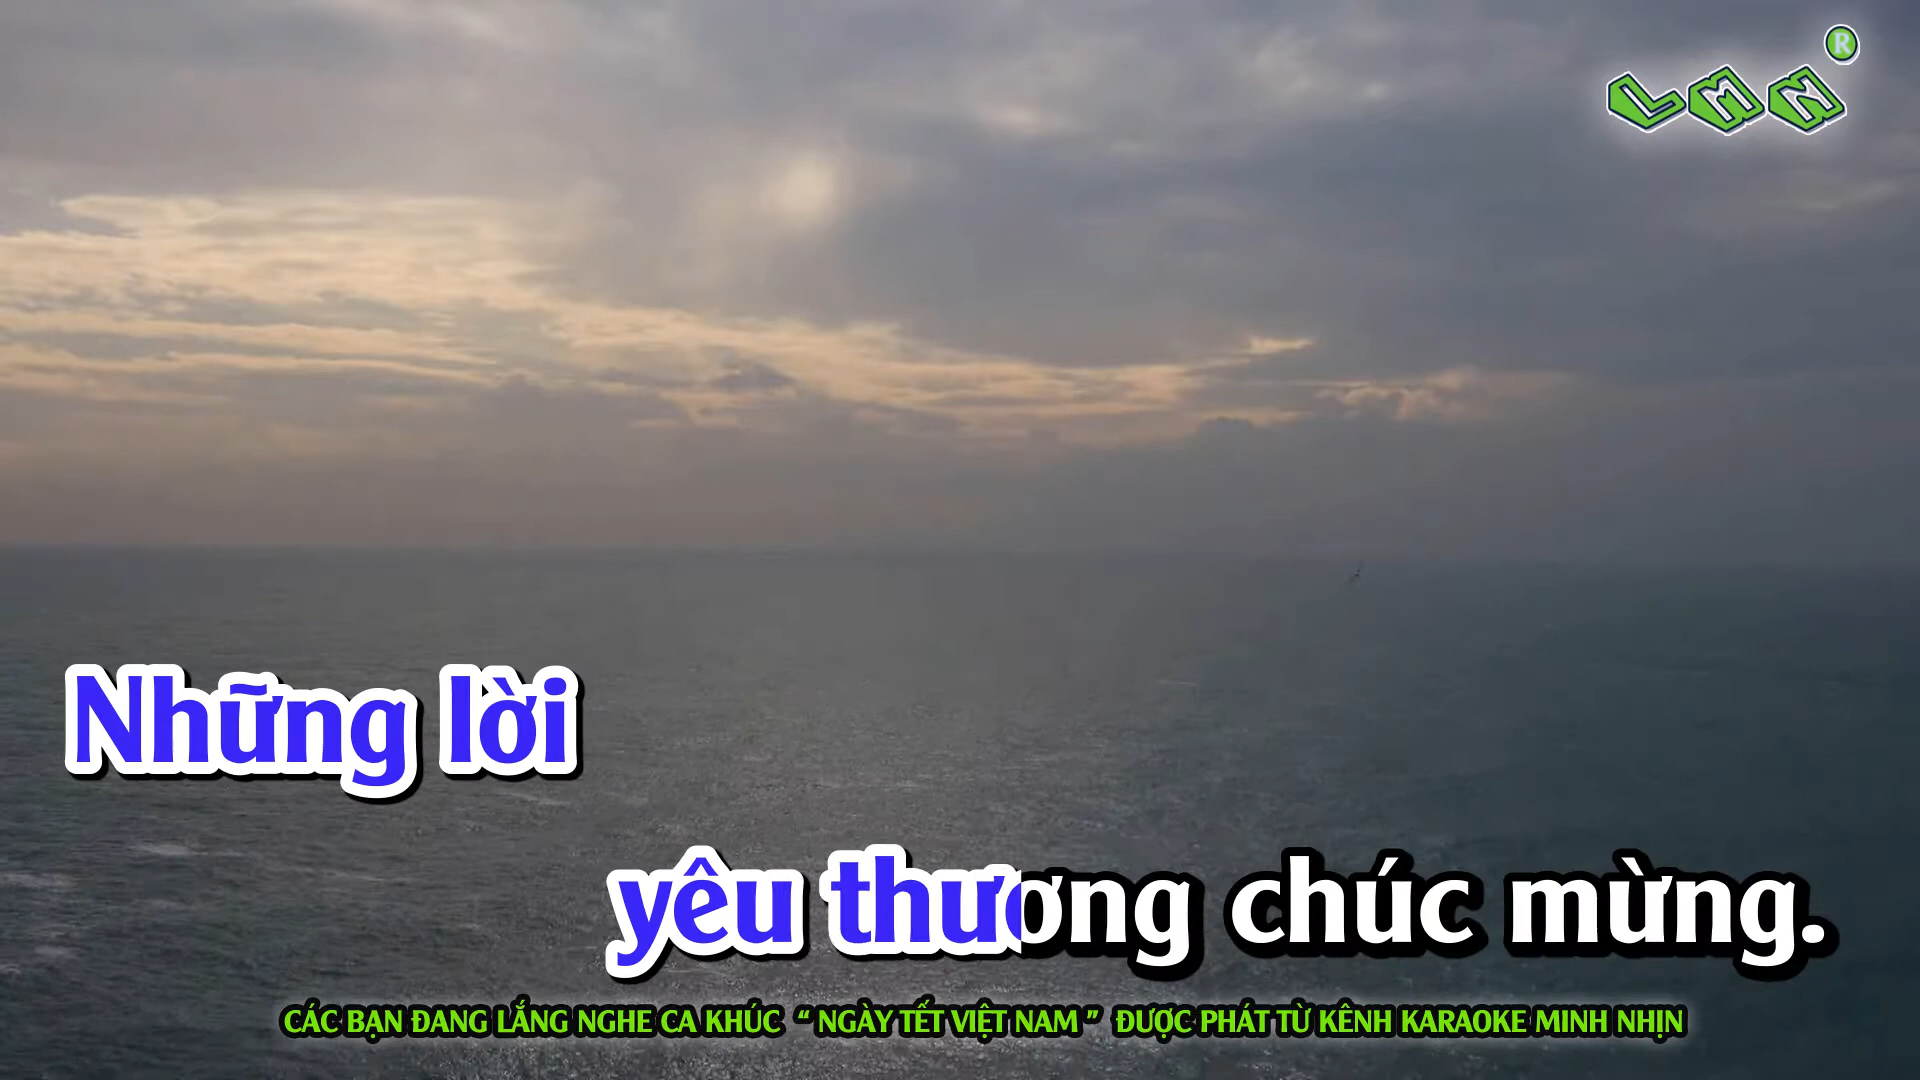 LMN ®
Những lời
yêu thương chúc mừng.
CÁC BẠN ĐANG LẮNG NGHE CA KHÚC “ NGÀY TẾT VIỆT NAM ” ĐƯỢC PHÁT TỪ KÊNH KARAOKE MINH NHỊN